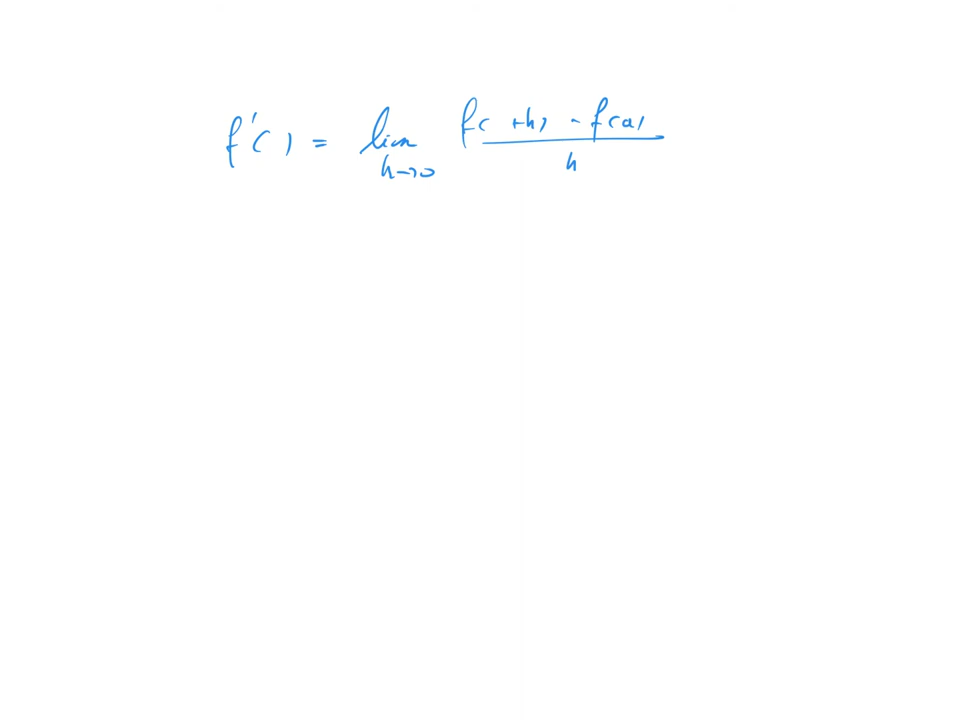 f'( ) = lim h→0 f( +h) - f(a) / h